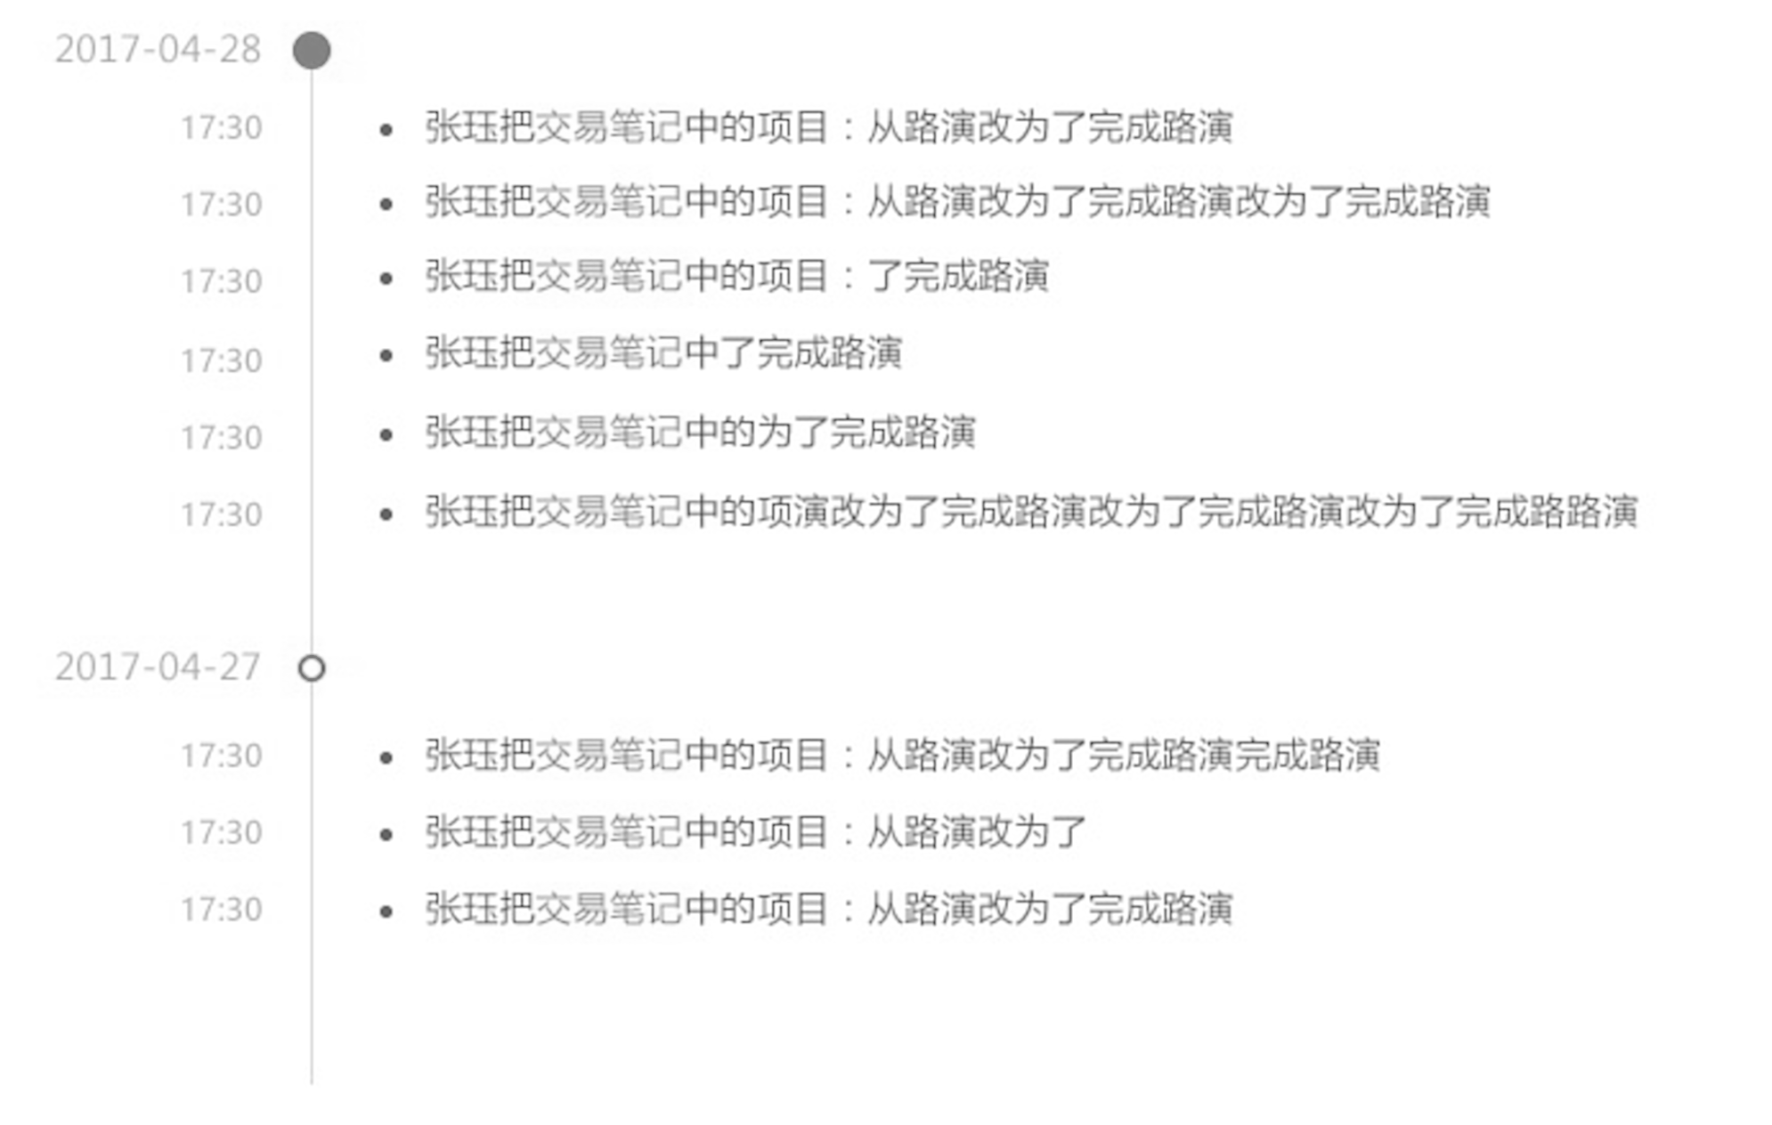 2017-04-28
17:30 • 张珏把交易笔记中的项目：从路演改为了完成路演
17:30 • 张珏把交易笔记中的项目：从路演改为了完成路演改为了完成路演
17:30 • 张珏把交易笔记中的项目：了完成路演
17:30 • 张珏把交易笔记中了完成路演
17:30 • 张珏把交易笔记中的为了完成路演
17:30 • 张珏把交易笔记中的项演改为了完成路演改为了完成路演改为了完成路路演
2017-04-27
17:30 • 张珏把交易笔记中的项目：从路演改为了完成路演完成路演
17:30 • 张珏把交易笔记中的项目：从路演改为了
17:30 • 张珏把交易笔记中的项目：从路演改为了完成路演